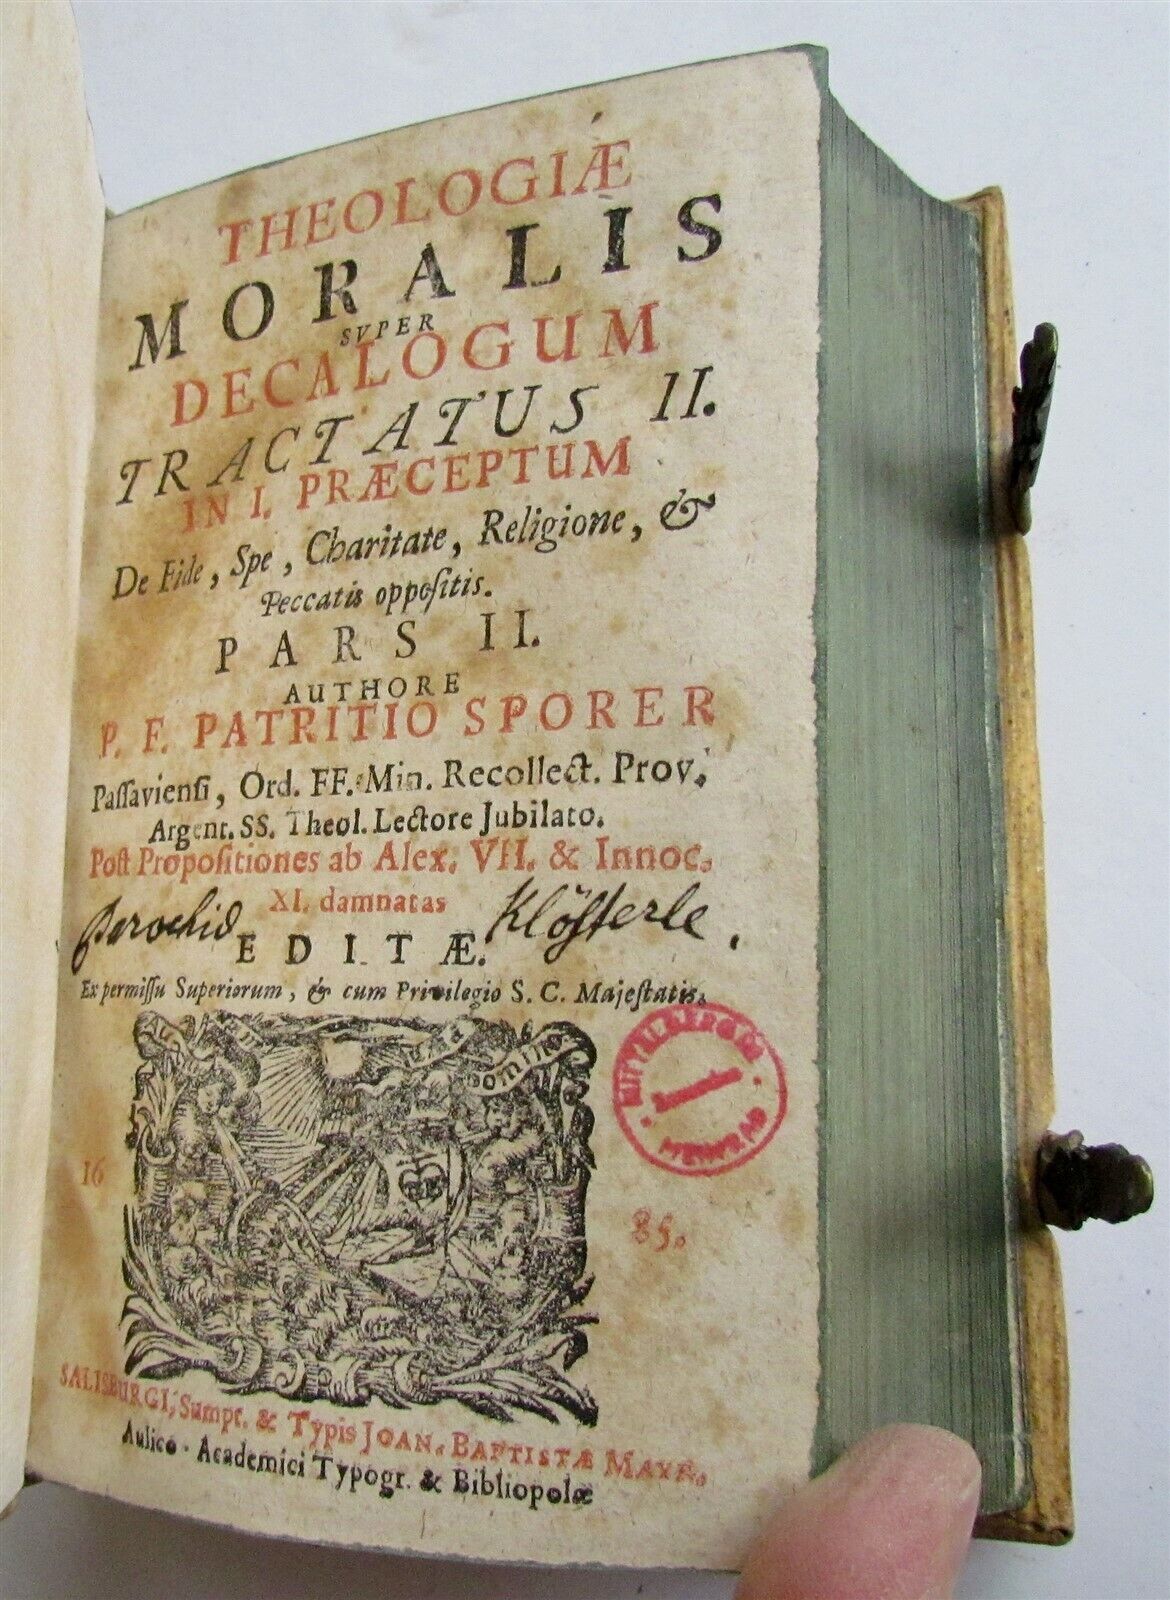 THEOLOGIÆ
MORALIS
SVPER
DECALOGUM
TRACTATUS II.
IN I. PRÆCEPTUM
De Fide, Spe, Charitate, Religione, &
Peccatis oppositis.
PARS II.
AUTHORE
P. F. PATRITIO SPORER
Passaviensi, Ord. FF. Min. Recollect. Prov.
Argent. SS. Theol. Lectore Jubilato.
Post Propositiones ab Alex. VII. & Innoc.
XI. damnatas
Klösterle.
EDITÆ.
Ex permissu Superiorum, & cum Privilegio S. C. Majestatis.
Domino
16 85.
SALISBURGI, Sumpt. & Typis JOAN. BAPTISTÆ MAYR.
Aulico-Academici Typogr. & Bibliopolæ